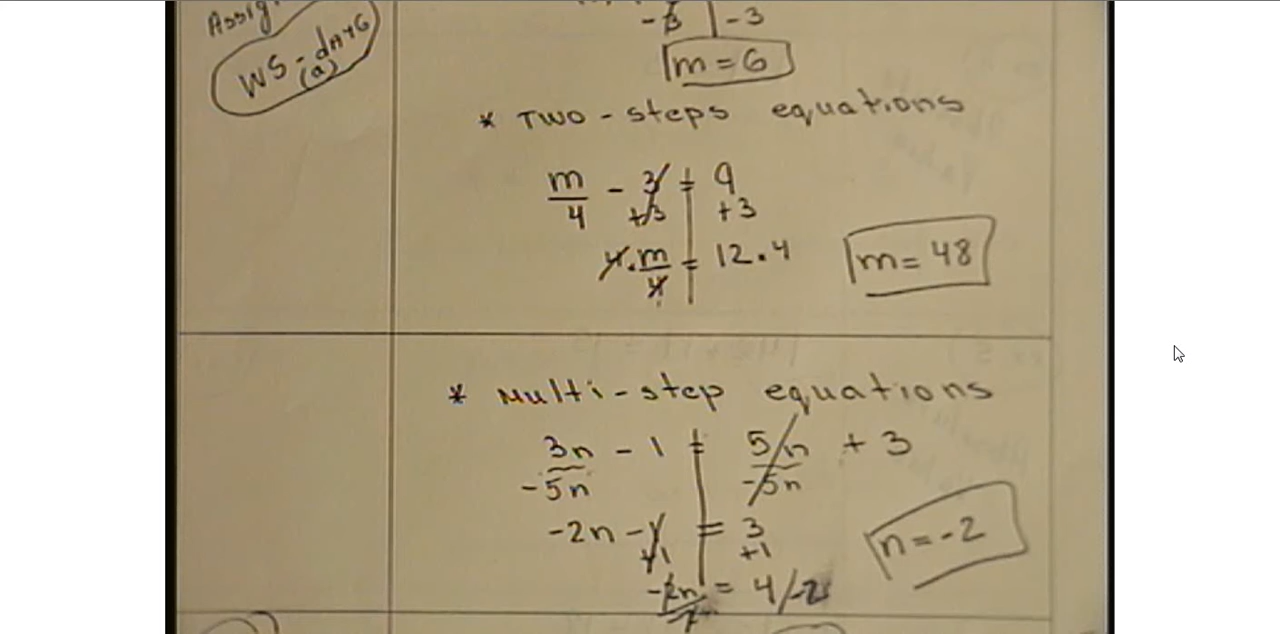 Assig
WS - day 6
(a)
-3 | -3
m = 6
* Two - steps equations
m/4 - 3 = 9
+3 +3
4 . m/4 = 12 . 4
m = 48
* Multi - step equations
3n - 1 = 5n + 3
-5n -5n
-2n - 1 = 3
+1 +1
n = -2
-2n = 4/-2